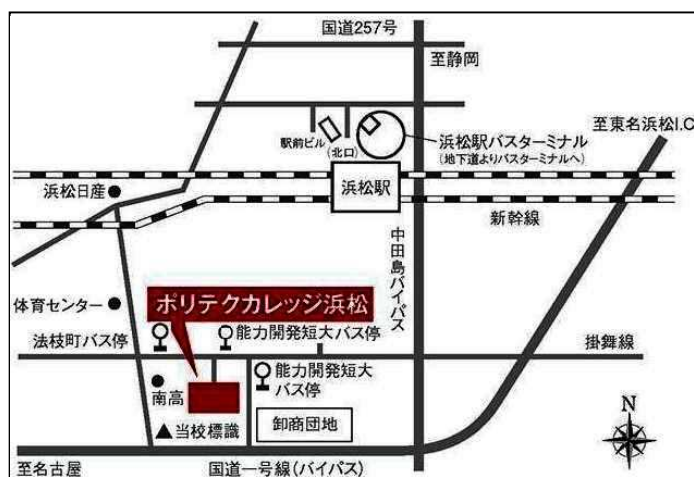 国道257号
至静岡
至東名浜松I.C
駅前ビル
(北口)
浜松駅バスターミナル
(地下道よりバスターミナルへ)
浜松日産
浜松駅
新幹線
中田島バイパス
体育センター
ポリテクカレッジ浜松
法枝町バス停
能力開発短大バス停
掛舞線
能力開発短大
バス停
南高
卸商団地
▲当校標識
N
至名古屋
国道一号線(バイパス)